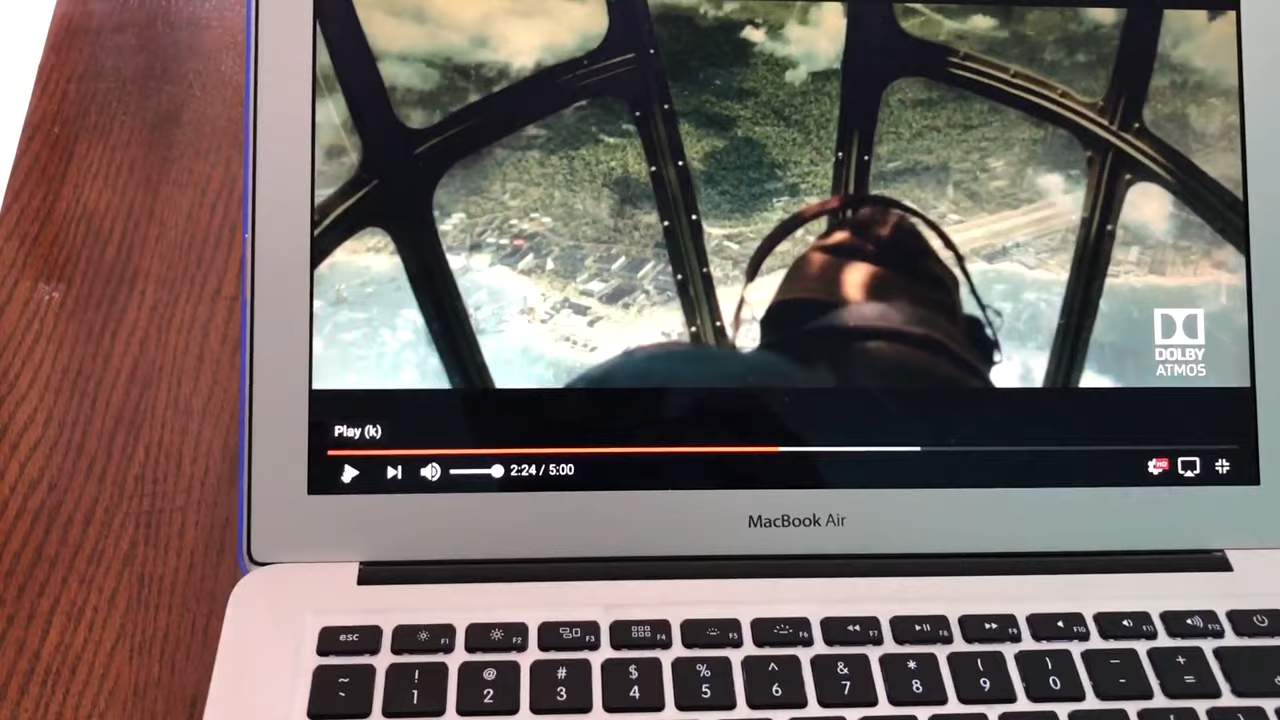 DOLBY
ATMOS
Play (k)
2:24 / 5:00
HD
MacBook Air
esc F1 F2 F3 F4 F5 F6 F7 F8 F9 F10 F11 F12
~ ! @ # $ % ^ & * ( ) _ +
` 1 2 3 4 5 6 7 8 9 0 - =